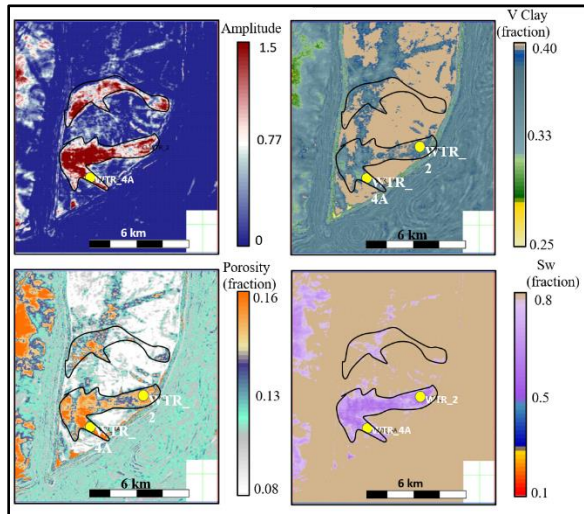 Amplitude
1.5
0.77
0
WTR_4A
6 km
V Clay
(fraction)
0.40
0.33
0.25
WTR_
2
WTR_
4A
6 km
Porosity
(fraction)
0.16
0.13
0.08
WTR_
2
WTR_
4A
6 km
Sw
(fraction)
0.8
0.5
0.1
WTR_2
WTR_4A
6 km